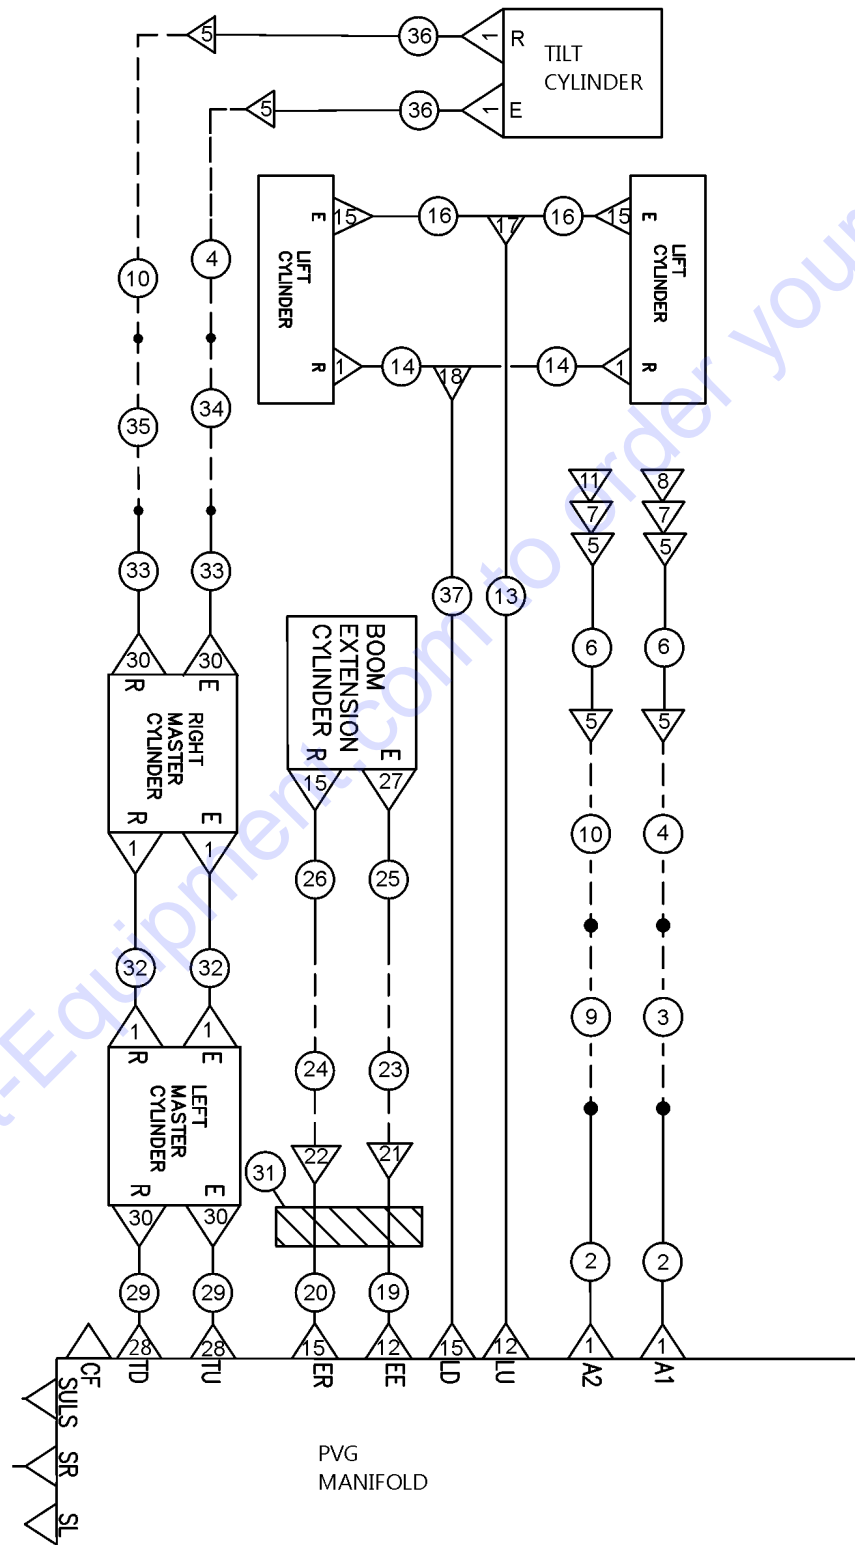 5
36
1
R
TILT
CYLINDER
5
36
1
E
E
15
16
17
16
15
E
LIFT
CYLINDER
LIFT
CYLINDER
10
4
R
1
14
18
14
1
R
35
34
11
8
7
7
5
5
33
33
37
13
BOOM
EXTENSION
CYLINDER
6
6
30
30
R
E
RIGHT
MASTER
CYLINDER
R
E
5
5
R
E
15
27
1
1
10
4
26
25
32
32
9
3
1
1
R
E
LEFT
MASTER
CYLINDER
R
E
24
23
22
21
31
30
30
2
2
29
29
20
19
28
28
15
12
15
12
1
1
CF
TD
TU
ER
EE
LD
LU
A2
A1
SULS
SR
SL
PVG
MANIFOLD
-Equipment.com to order your